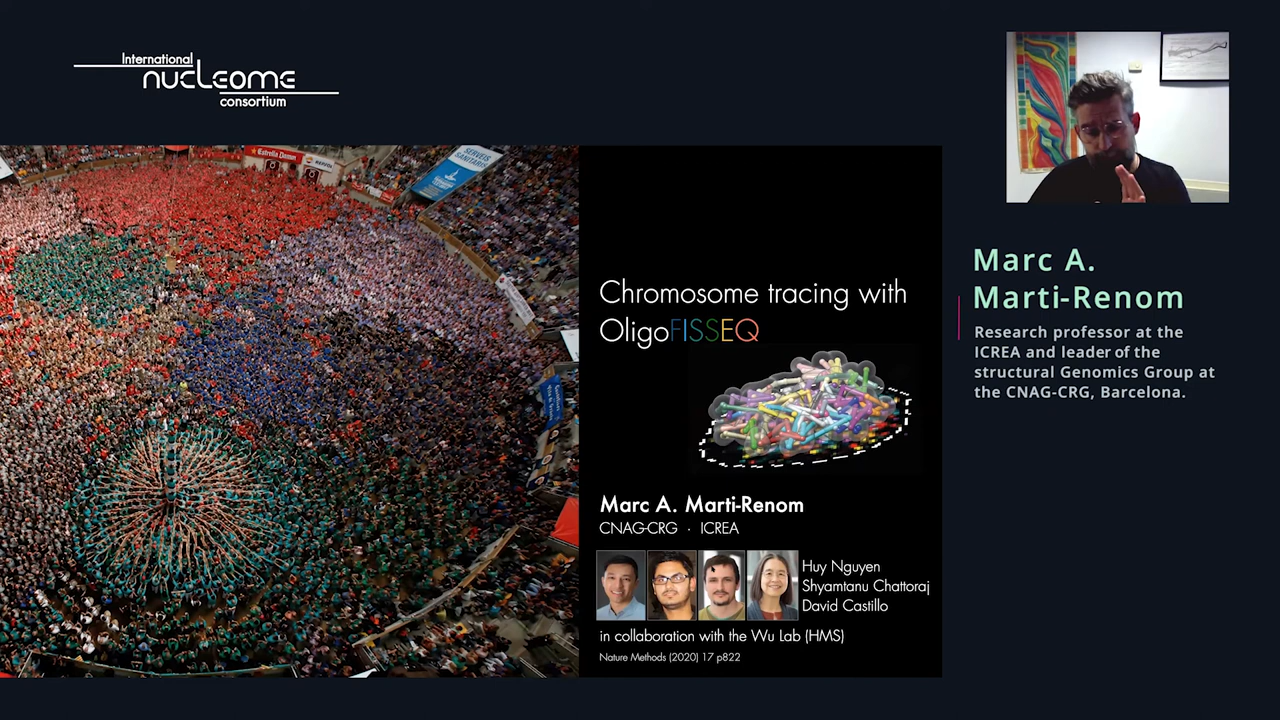 International
nucleome
consortium
Estrella Damm
SERVEIS
SANITARIS
Chromosome tracing with
OligoFISSEQ
Marc A. Marti-Renom
CNAG-CRG · ICREA
Huy Nguyen
Shyamtanu Chattoraj
David Castillo
in collaboration with the Wu Lab (HMS)
Nature Methods (2020) 17 p822
Marc A.
Marti-Renom
Research professor at the
ICREA and leader of the
structural Genomics Group at
the CNAG-CRG, Barcelona.